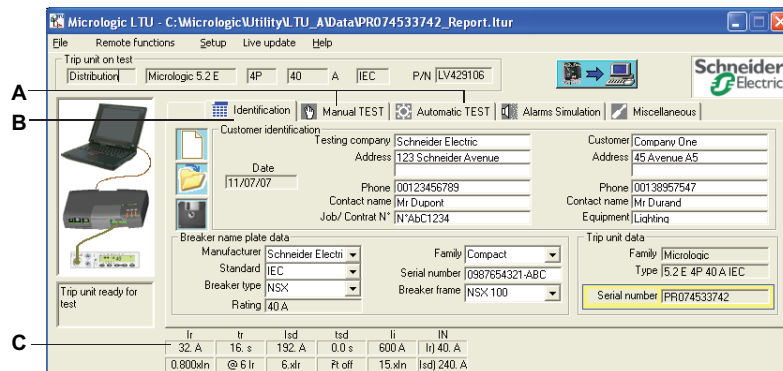 Micrologic LTU - C:\Micrologic\Utility\LTU_A\Data\PR074533742_Report.ltur
File Remote functions Setup Live update Help
Trip unit on test
Distribution Micrologic 5.2 E 4P 40 A IEC P/N LV429106
Schneider
Electric
A
B
Identification Manual TEST Automatic TEST Alarms Simulation Miscellaneous
Customer identification
Testing company Schneider Electric Customer Company One
Address 123 Schneider Avenue Address 45 Avenue A5
Date
11/07/07
Phone 00123456789 Phone 00138957547
Contact name Mr Dupont Contact name Mr Durand
Job/ Contrat N° N°AbC1234 Equipment Lighting
Breaker name plate data
Manufacturer Schneider Electri Family Compact
Standard IEC Serial number 0987654321-ABC
Breaker type NSX Breaker frame NSX 100
Rating 40 A
Trip unit data
Family Micrologic
Type 5.2 E 4P 40 A IEC
Serial number PR074533742
Trip unit ready for
test
C
Ir tr Isd tsd Ii IN
32. A 16. s 192. A 0.0 s 600 A Ir) 40. A
0.800xIn @ 6 Ir 6.xIr I²t off 15.xIn Isd) 240. A